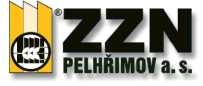 ® ZZN
PELHŘIMOV a. s.